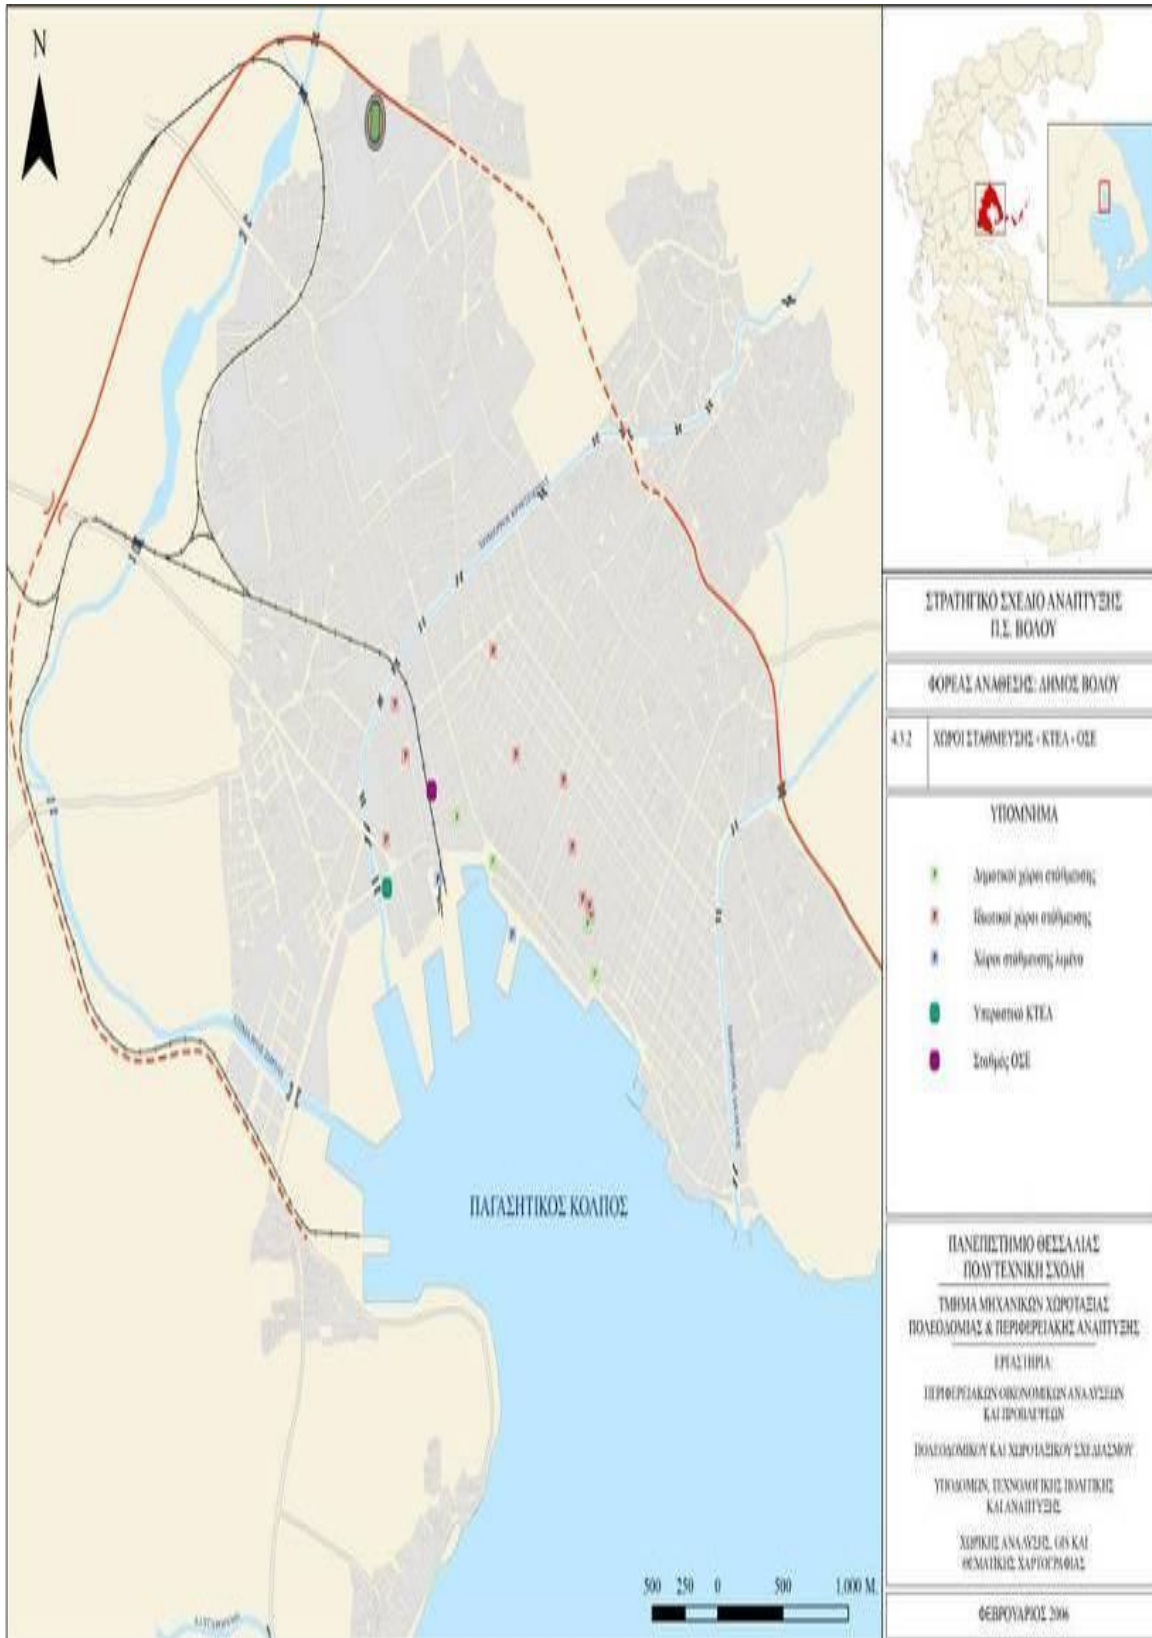 N
ΠΑΓΑΣΗΤΙΚΟΣ ΚΟΛΠΟΣ
500 250 0 500 1,000 M.
ΣΤΡΑΤΗΓΙΚΟ ΣΧΕΔΙΟ ΑΝΑΠΤΥΞΗΣ
Π.Σ. ΒΟΛΟΥ
ΦΟΡΕΑΣ ΑΝΑΘΕΣΗΣ: ΔΗΜΟΣ ΒΟΛΟΥ
4.3.2 ΧΩΡΟΙ ΣΤΑΘΜΕΥΣΗΣ - ΚΤΕΛ - ΟΣΕ
ΥΠΟΜΝΗΜΑ
Δημοτικοί χώροι στάθμευσης
Ιδιωτικοί χώροι στάθμευσης
Χώροι στάθμευσης λιμένα
Υπεραστικό ΚΤΕΛ
Σταθμός ΟΣΕ
ΠΑΝΕΠΙΣΤΗΜΙΟ ΘΕΣΣΑΛΙΑΣ
ΠΟΛΥΤΕΧΝΙΚΗ ΣΧΟΛΗ
ΤΜΗΜΑ ΜΗΧΑΝΙΚΩΝ ΧΩΡΟΤΑΞΙΑΣ
ΠΟΛΕΟΔΟΜΙΑΣ & ΠΕΡΙΦΕΡΕΙΑΚΗΣ ΑΝΑΠΤΥΞΗΣ
ΕΡΓΑΣΤΗΡΙΑ:
ΠΕΡΙΦΕΡΕΙΑΚΩΝ ΟΙΚΟΝΟΜΙΚΩΝ ΑΝΑΛΥΣΕΩΝ
ΚΑΙ ΠΡΟΒΛΕΨΕΩΝ
ΠΟΛΕΟΔΟΜΙΚΟΥ ΚΑΙ ΧΩΡΟΤΑΞΙΚΟΥ ΣΧΕΔΙΑΣΜΟΥ
ΥΠΟΔΟΜΩΝ, ΤΕΧΝΟΛΟΓΙΚΗΣ ΠΟΛΙΤΙΚΗΣ
ΚΑΙ ΑΝΑΠΤΥΞΗΣ
ΧΩΡΙΚΗΣ ΑΝΑΛΥΣΗΣ, GIS ΚΑΙ
ΘΕΜΑΤΙΚΗΣ ΧΑΡΤΟΓΡΑΦΙΑΣ
ΦΕΒΡΟΥΑΡΙΟΣ 2006